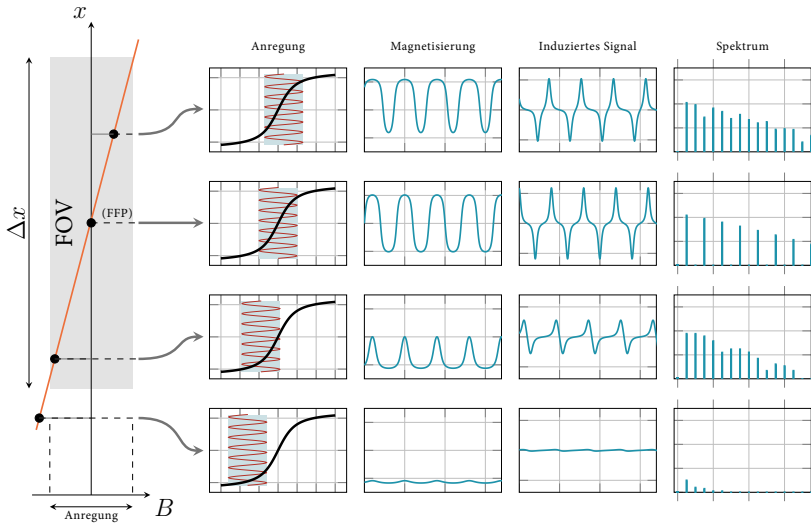 x
Anregung
Magnetisierung
Induziertes Signal
Spektrum
Δx
FOV
(FFP)
B
Anregung